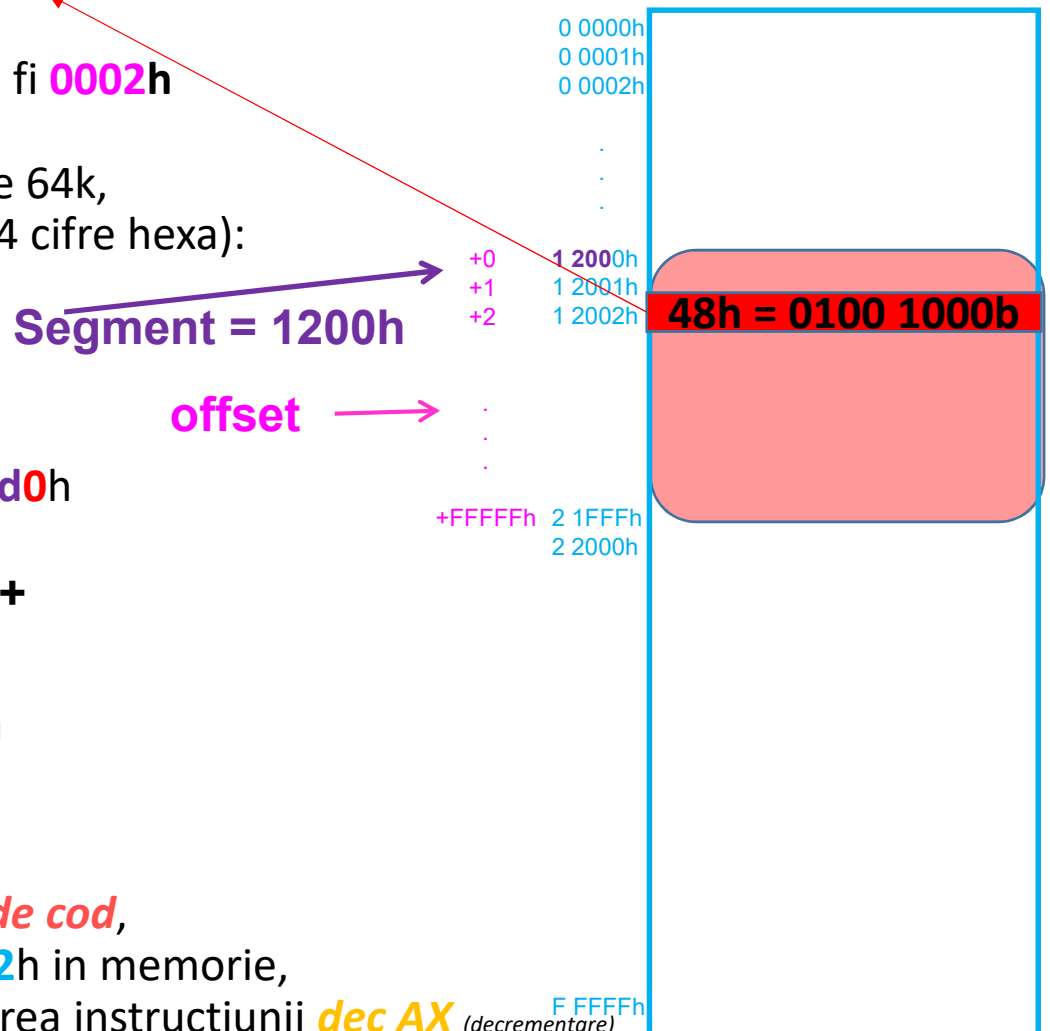 fi 0002h
e 64k,
4 cifre hexa):
Segment = 1200h
offset
d0h
+
de cod,
2h in memorie,
rea instructiunii dec AX (decrementare)
0 0000h
0 0001h
0 0002h
.
.
.
+0 1 2000h
+1 1 2001h
+2 1 2002h
48h = 0100 1000b
.
.
.
+FFFFFh 2 1FFFh
2 2000h
F FFFFh